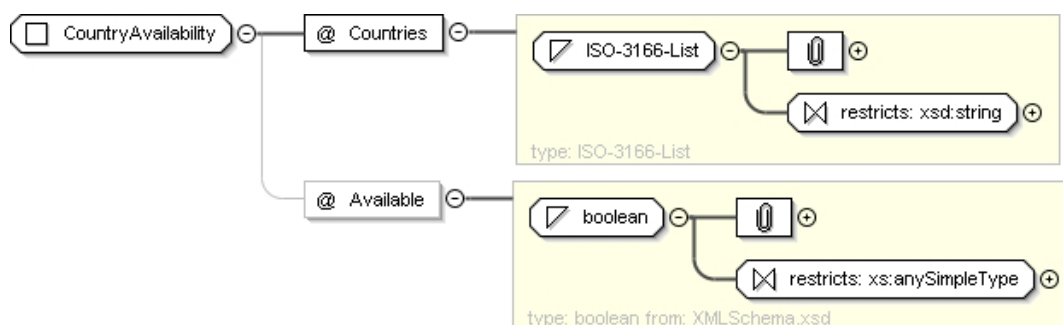 CountryAvailability
@ Countries
ISO-3166-List
restricts: xsd:string
type: ISO-3166-List
@ Available
boolean
restricts: xs:anySimpleType
type: boolean from: XMLSchema.xsd